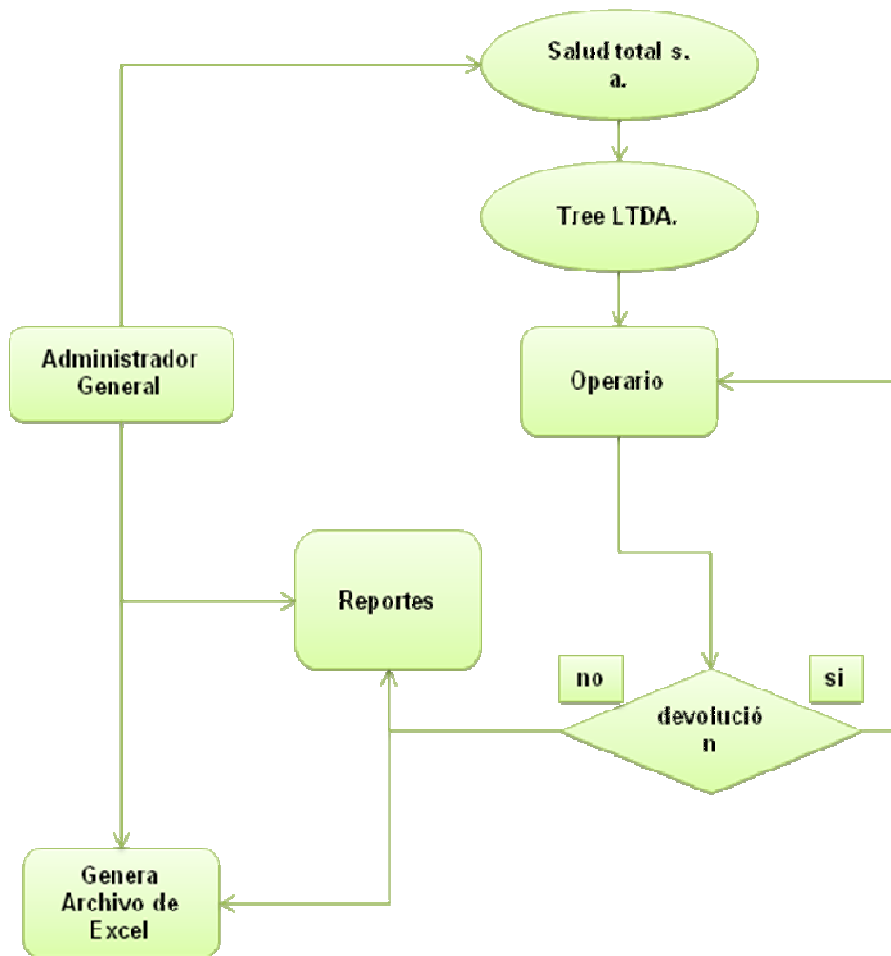 Salud total s.
a.
Tree LTDA.
Administrador
General
Operario
Reportes
no
si
devolució
n
Genera
Archivo de
Excel